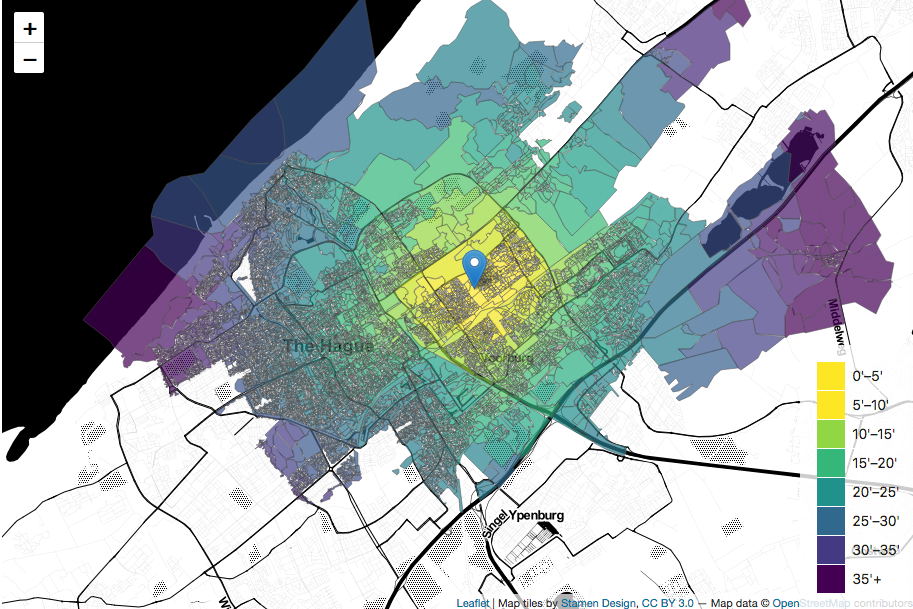 +
−
The Hague
Voorburg
Middelweg
0'–5'
5'–10'
10'–15'
15'–20'
20'–25'
25'–30'
30'–35'
35'+
Singel
Ypenburg
W
Leaflet | Map tiles by Stamen Design, CC BY 3.0 — Map data © OpenStreetMap contributors